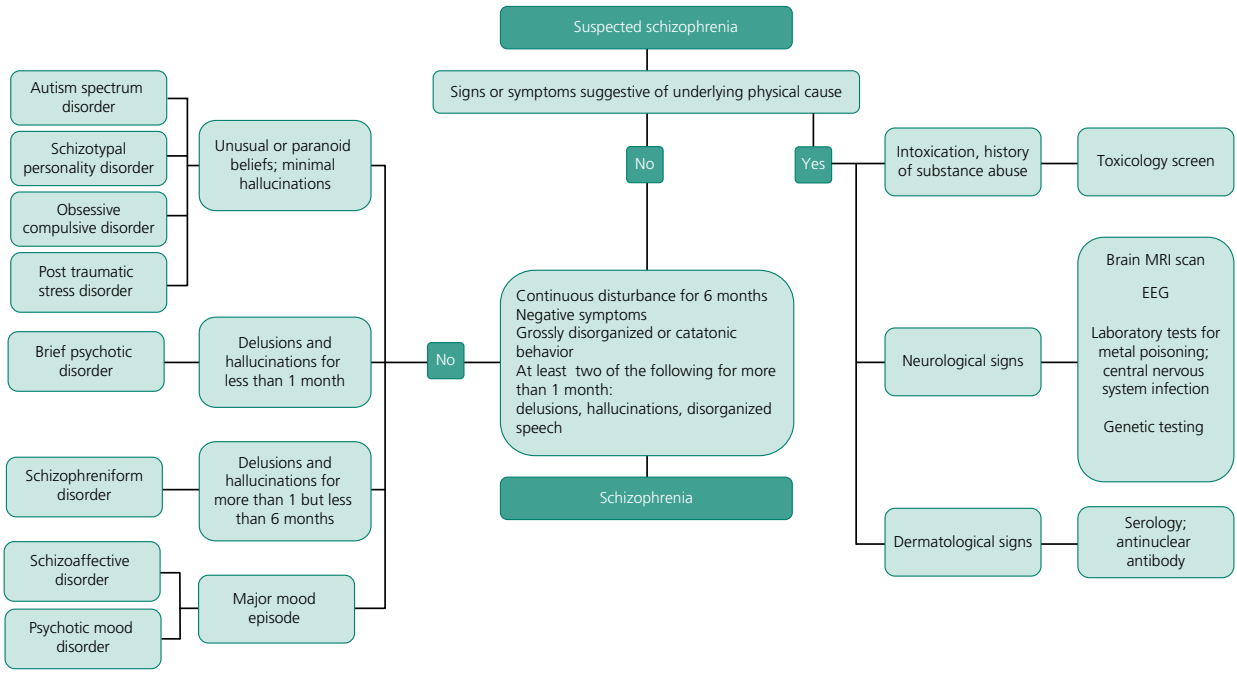 Suspected schizophrenia
Signs or symptoms suggestive of underlying physical cause
No
Yes
Intoxication, history
of substance abuse
Toxicology screen
Neurological signs
Brain MRI scan
EEG
Laboratory tests for
metal poisoning;
central nervous
system infection
Genetic testing
Dermatological signs
Serology;
antinuclear
antibody
Continuous disturbance for 6 months
Negative symptoms
Grossly disorganized or catatonic
behavior
At least two of the following for more
than 1 month:
delusions, hallucinations, disorganized
speech
Schizophrenia
No
Unusual or paranoid
beliefs; minimal
hallucinations
Autism spectrum
disorder
Schizotypal
personality disorder
Obsessive
compulsive disorder
Post traumatic
stress disorder
Delusions and
hallucinations for
less than 1 month
Brief psychotic
disorder
Delusions and
hallucinations for
more than 1 but less
than 6 months
Schizophreniform
disorder
Major mood
episode
Schizoaffective
disorder
Psychotic mood
disorder